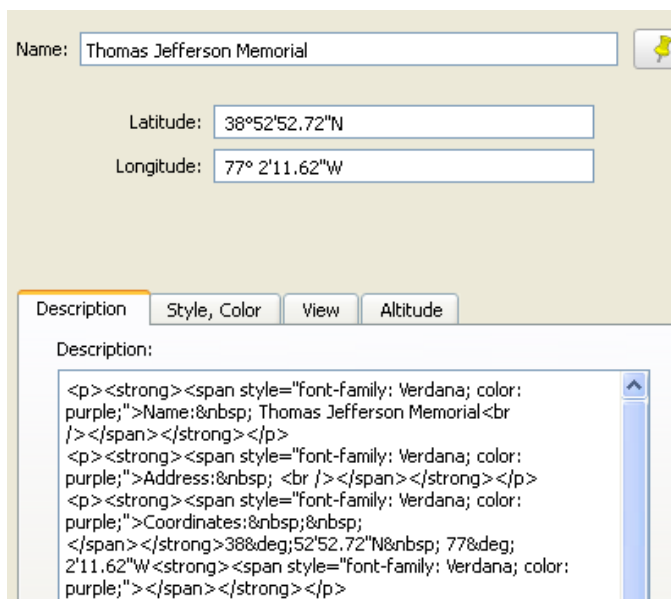 Name: Thomas Jefferson Memorial
Latitude: 38°52'52.72"N
Longitude: 77° 2'11.62"W
Description Style, Color View Altitude
Description:
<p><strong><span style="font-family: Verdana; color:
purple;">Name:&nbsp; Thomas Jefferson Memorial<br
/></span></strong></p>
<p><strong><span style="font-family: Verdana; color:
purple;">Address:&nbsp; <br /></span></strong></p>
<p><strong><span style="font-family: Verdana; color:
purple;">Coordinates:&nbsp;&nbsp;
</span></strong>38&deg;52'52.72"N&nbsp; 77&deg;
2'11.62"W<strong><span style="font-family: Verdana; color:
purple;"></span></strong></p>